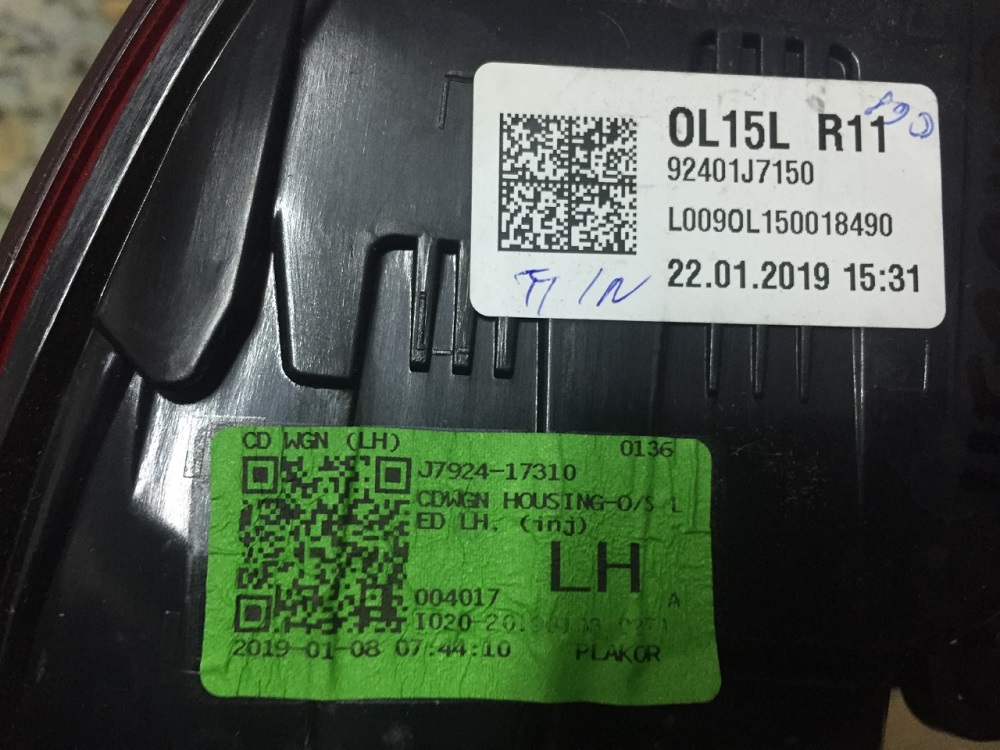 OL15L R11
92401J7150
L009OL150018490
22.01.2019 15:31
CD WGN (LH) 0136
J7924-17310
CDWGN HOUSING-O/S L
ED LH. (inj)
LH
004017 A
2019-01-08 07:44:10 PLAKOR